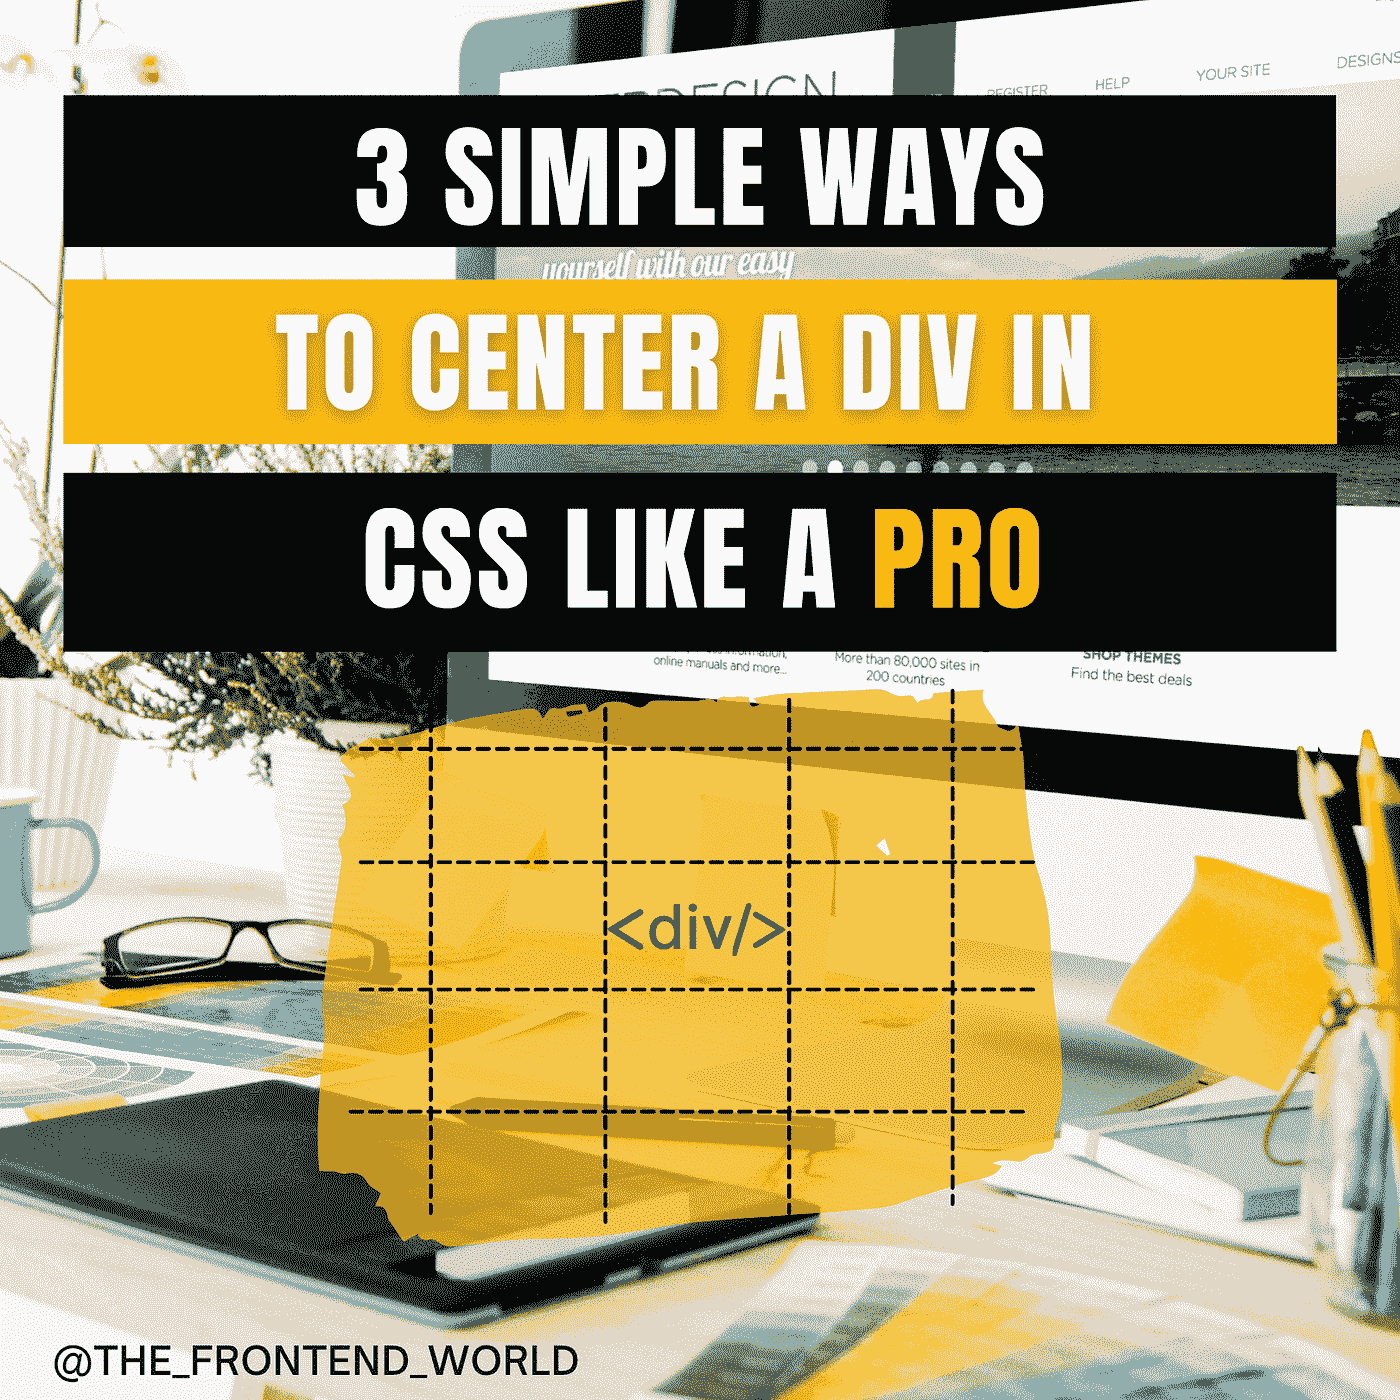 REGISTER
HELP
YOUR SITE
DESIGNS
3 SIMPLE WAYS
yourself with our easy
TO CENTER A DIV IN
CSS LIKE A PRO
online manuals and more...
More than 80,000 sites in
200 countries
SHOP THEMES
Find the best deals
<div/>
@THE_FRONTEND_WORLD